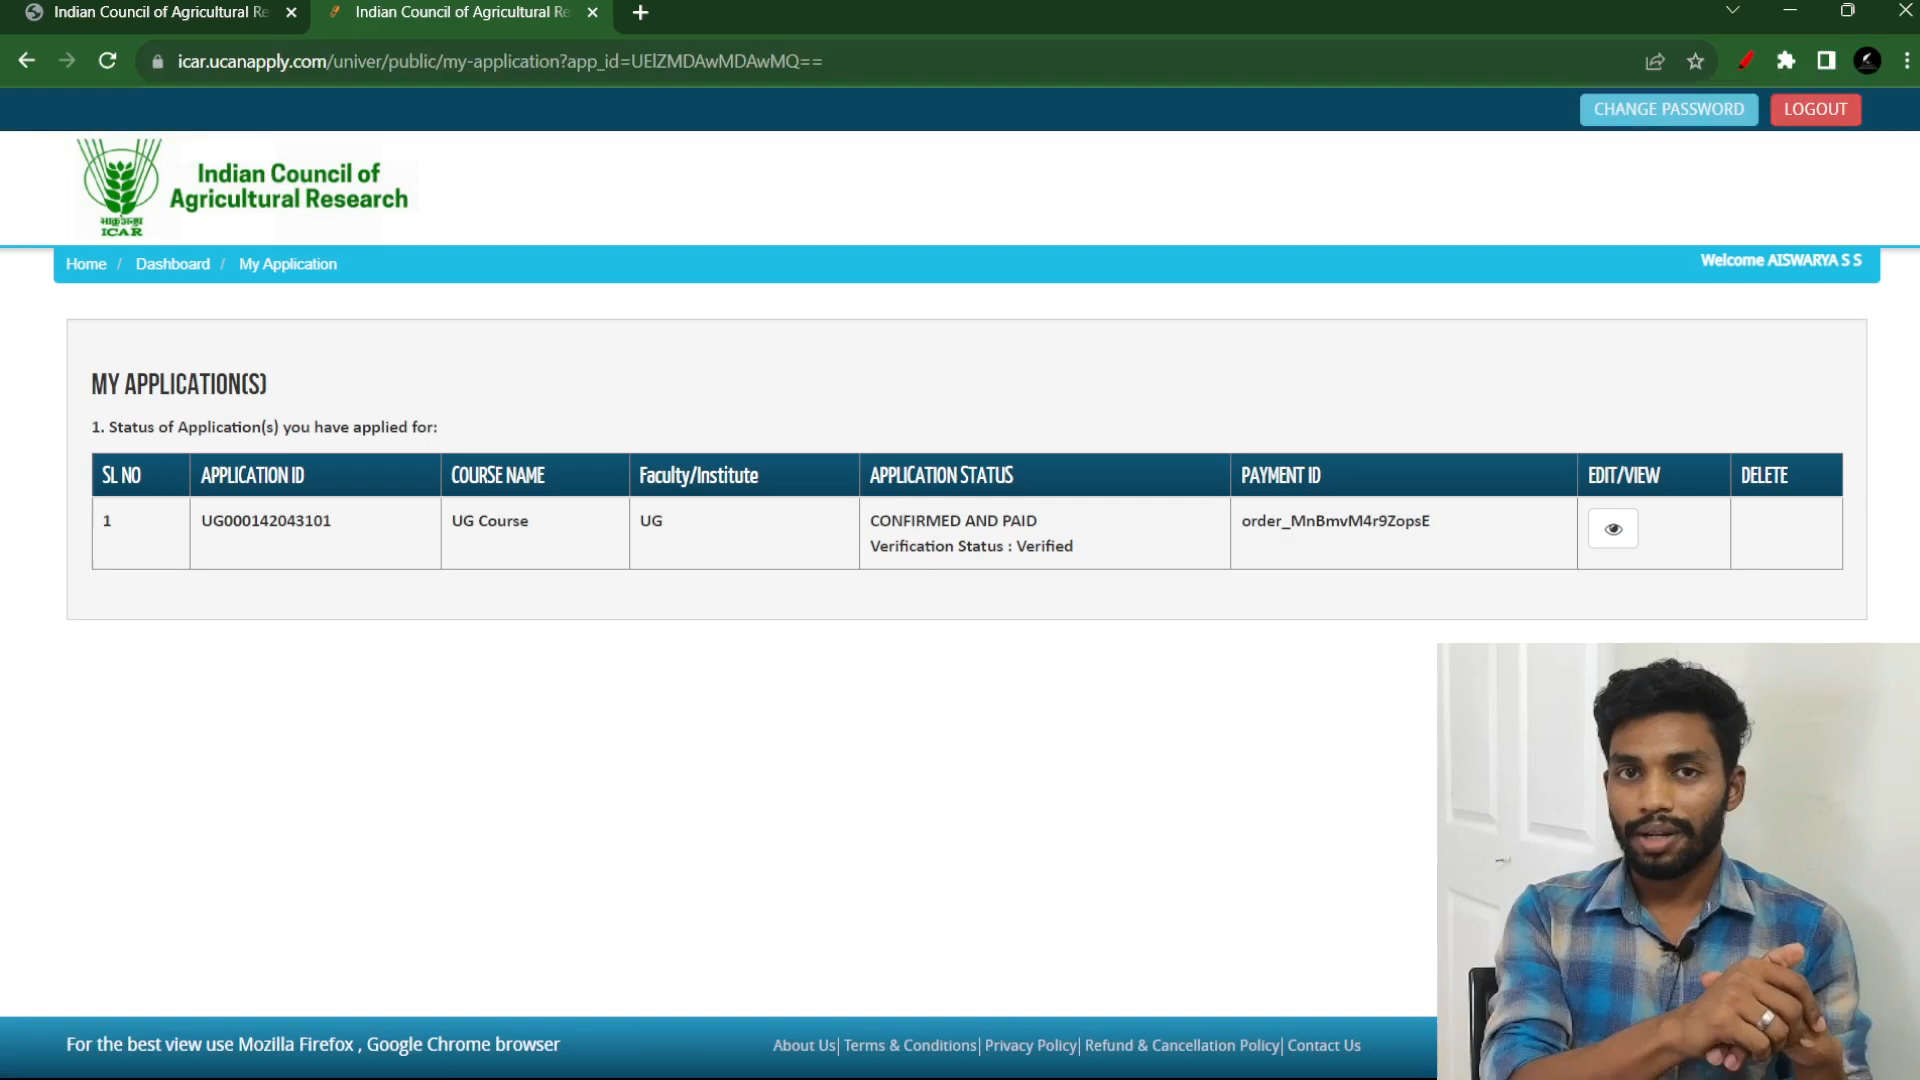 Indian Council of Agricultural Re
Indian Council of Agricultural Re
icar.ucanapply.com/univer/public/my-application?app_id=UElZMDAwMDAwMQ==
CHANGE PASSWORD
LOGOUT
Indian Council of
Agricultural Research
ICAR
Home / Dashboard / My Application
Welcome AISWARYA S S
MY APPLICATION(S)
1. Status of Application(s) you have applied for:
SL NO APPLICATION ID COURSE NAME Faculty/Institute APPLICATION STATUS PAYMENT ID EDIT/VIEW DELETE
1 UG000142043101 UG Course UG CONFIRMED AND PAID order_MnBmvM4r9ZopsE
Verification Status : Verified
For the best view use Mozilla Firefox , Google Chrome browser
About Us| Terms & Conditions| Privacy Policy| Refund & Cancellation Policy| Contact Us